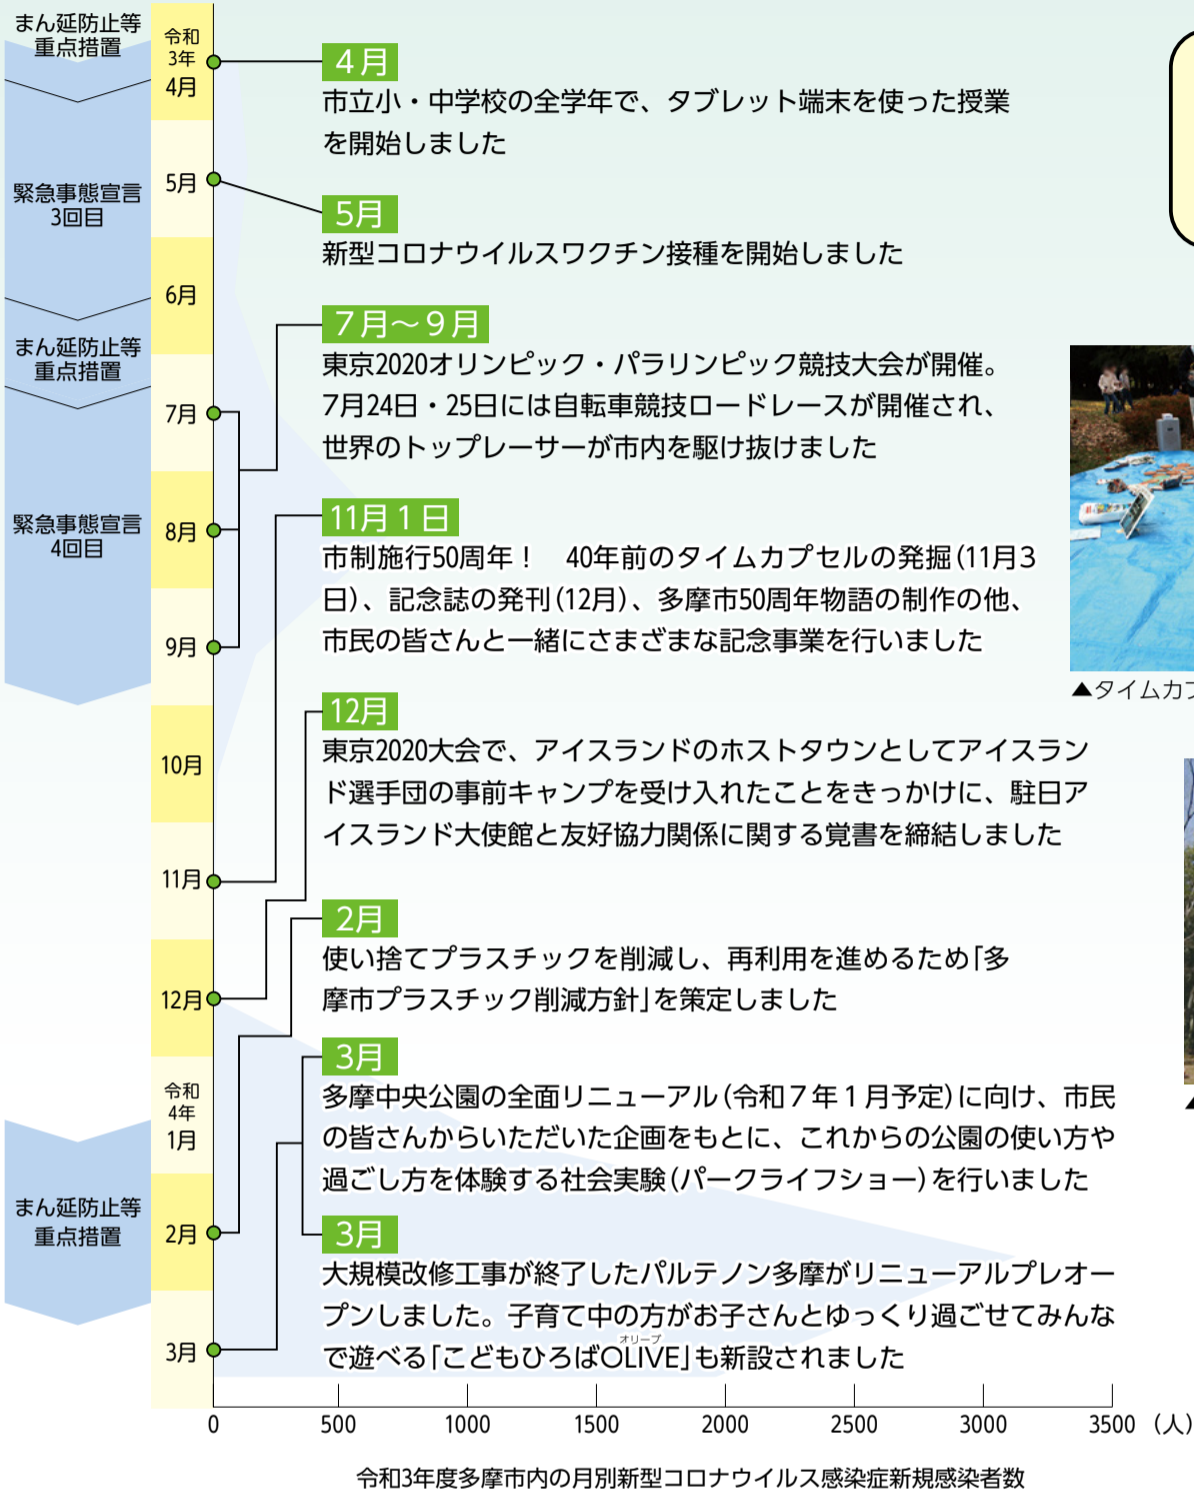 まん延防止等
重点措置
緊急事態宣言
3回目
まん延防止等
重点措置
緊急事態宣言
4回目
まん延防止等
重点措置
令和
3年
4月
5月
6月
7月
8月
9月
10月
11月
12月
令和
4年
1月
2月
3月
4月
市立小・中学校の全学年で、タブレット端末を使った授業
を開始しました
5月
新型コロナウイルスワクチン接種を開始しました
7月～9月
東京2020オリンピック・パラリンピック競技大会が開催。
7月24日・25日には自転車競技ロードレースが開催され、
世界のトップレーサーが市内を駆け抜けました
11月1日
市制施行50周年！　40年前のタイムカプセルの発掘(11月3
日)、記念誌の発刊(12月)、多摩市50周年物語の制作の他、
市民の皆さんと一緒にさまざまな記念事業を行いました
▲タイムカプ
12月
東京2020大会で、アイスランドのホストタウンとしてアイスラン
ド選手団の事前キャンプを受け入れたことをきっかけに、駐日ア
イスランド大使館と友好協力関係に関する覚書を締結しました
2月
使い捨てプラスチックを削減し、再利用を進めるため「多
摩市プラスチック削減方針」を策定しました
3月
多摩中央公園の全面リニューアル(令和7年1月予定)に向け、市民
の皆さんからいただいた企画をもとに、これからの公園の使い方や
過ごし方を体験する社会実験(パークライフショー)を行いました
▲
3月
大規模改修工事が終了したパルテノン多摩がリニューアルプレオー
プンしました。子育て中の方がお子さんとゆっくり過ごせてみんな
オリーブ
で遊べる「こどもひろばOLIVE」も新設されました
0 500 1000 1500 2000 2500 3000 3500 (人)
令和3年度多摩市内の月別新型コロナウイルス感染症新規感染者数